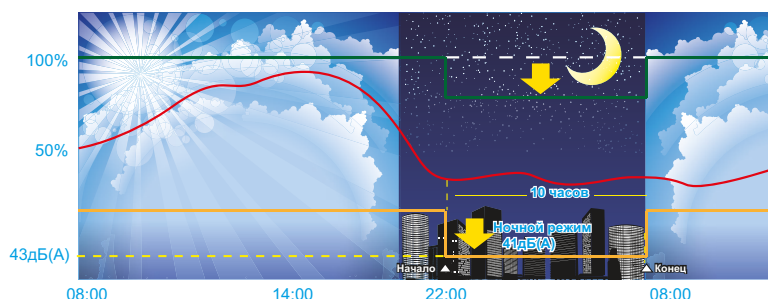 100%
50%
10 часов
Ночной режим
41дБ(А)
43дБ(А)
Начало
Конец
08:00 14:00 22:00 08:00